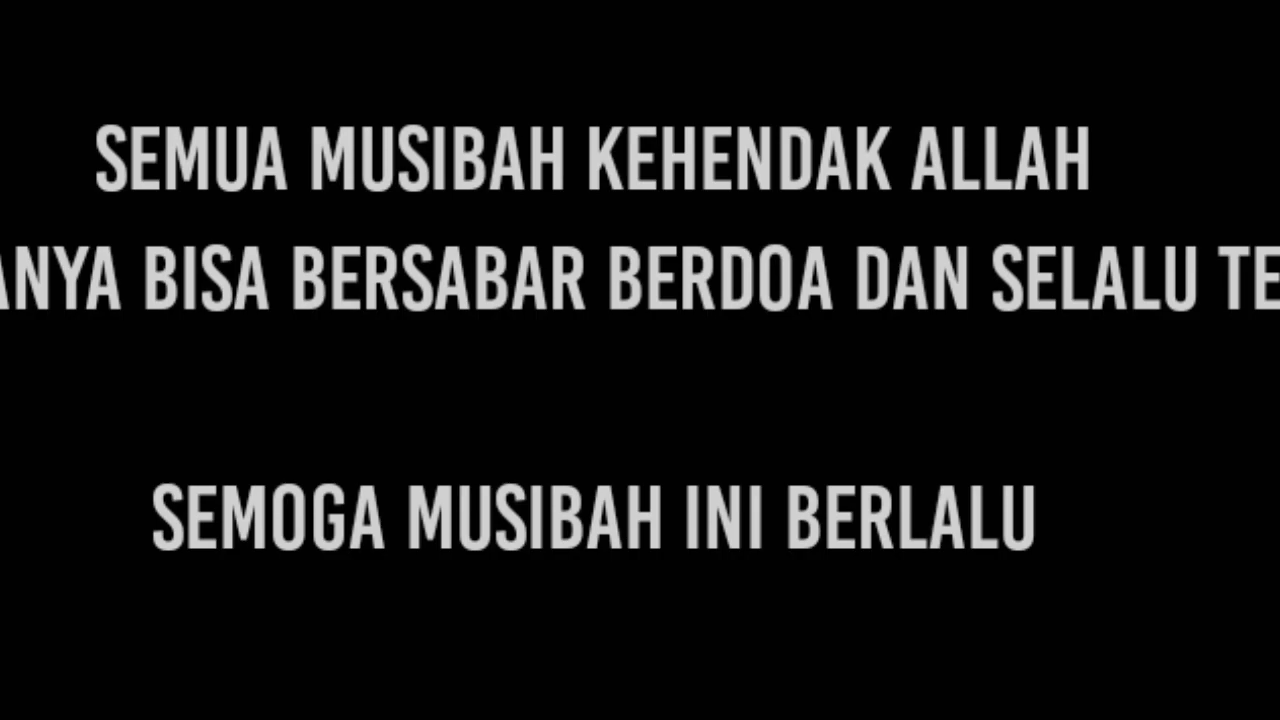 SEMUA MUSIBAH KEHENDAK ALLAH
BISA BERSABAR BERDOA DAN SELALU
SEMOGA MUSIBAH INI BERLALU